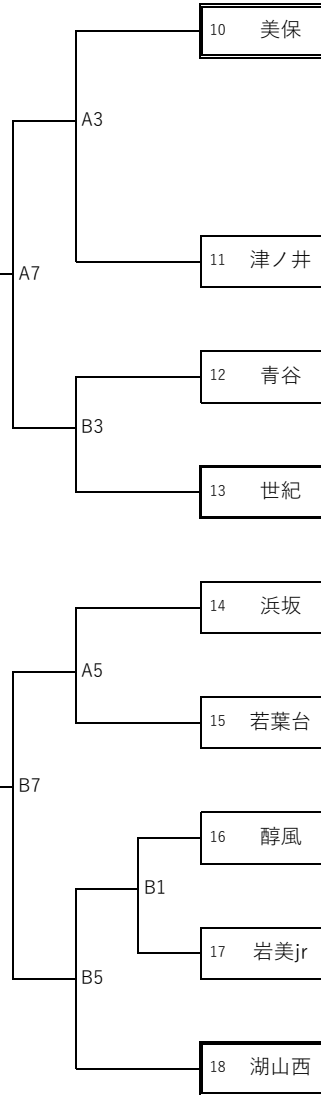 10 美保
A3
11 津ノ井
A7
12 青谷
B3
13 世紀
14 浜坂
A5
15 若葉台
B7
16 醇風
B1
17 岩美jr
B5
18 湖山西